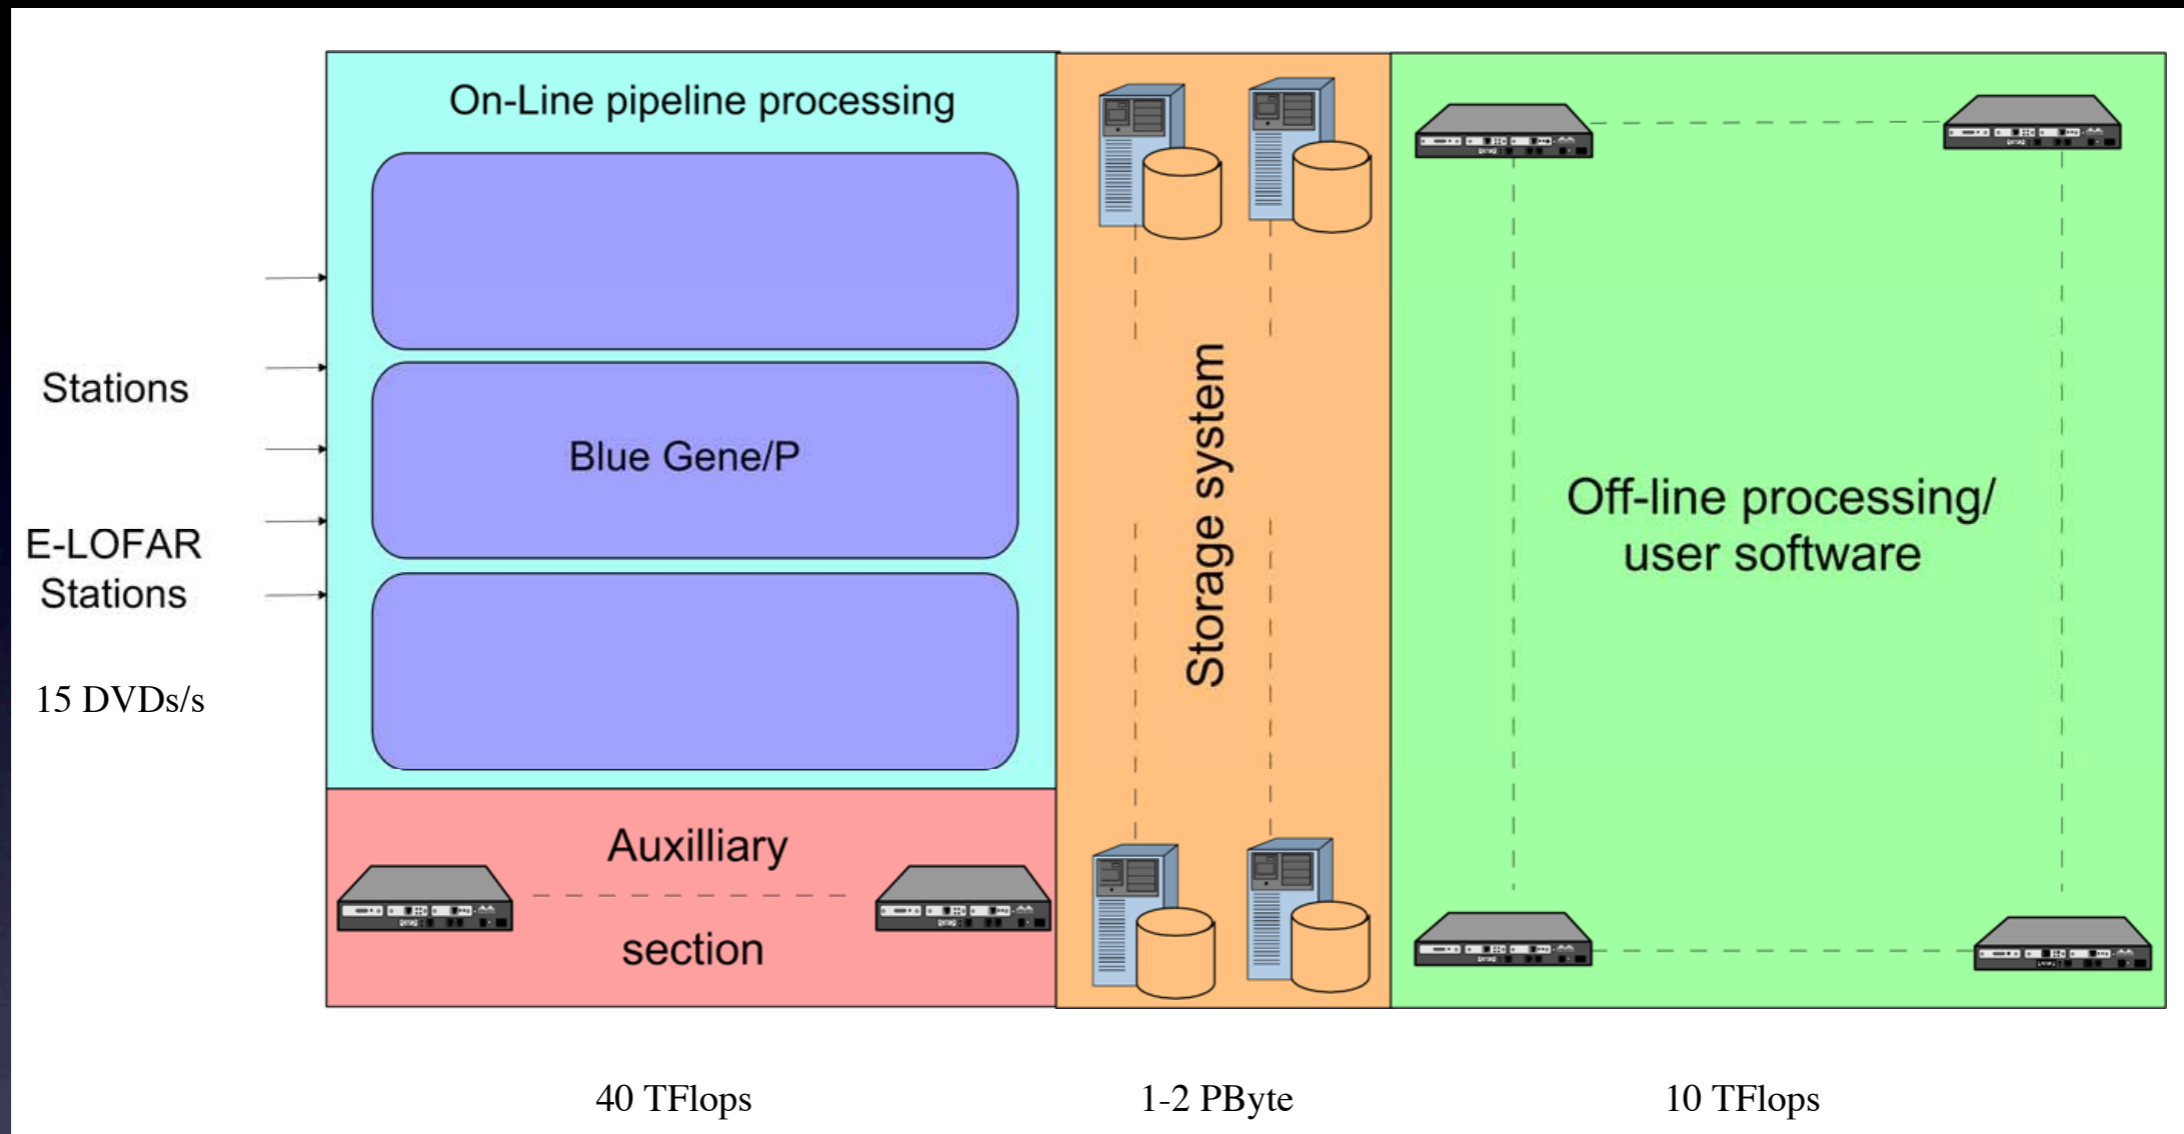 On-Line pipeline processing
Stations
Blue Gene/P
E-LOFAR
Stations
15 DVDs/s
Auxilliary
section
Storage system
Off-line processing/
user software
40 TFlops
1-2 PByte
10 TFlops